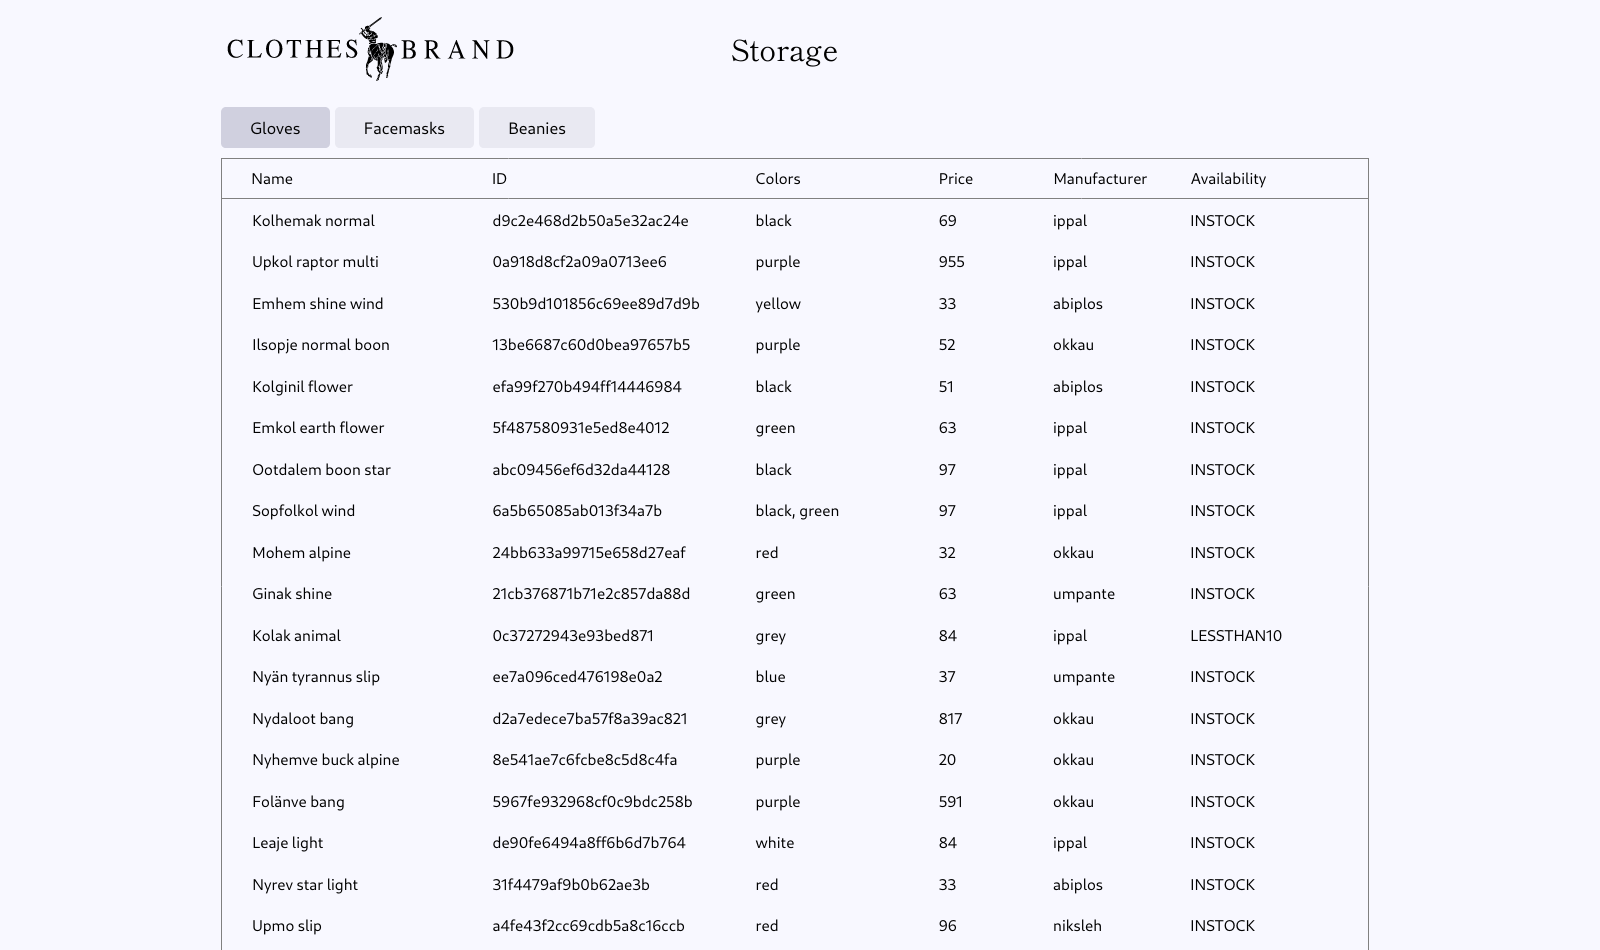 CLOTHES BRAND
Storage
Gloves Facemasks Beanies
Name ID Colors Price Manufacturer Availability
Kolhemak normal d9c2e468d2b50a5e32ac24e black 69 ippal INSTOCK
Upkol raptor multi 0a918d8cf2a09a0713ee6 purple 955 ippal INSTOCK
Emhem shine wind 530b9d101856c69ee89d7d9b yellow 33 abiplos INSTOCK
Ilsopje normal boon 13be6687c60d0bea97657b5 purple 52 okkau INSTOCK
Kolginil flower efa99f270b494ff14446984 black 51 abiplos INSTOCK
Emkol earth flower 5f487580931e5ed8e4012 green 63 ippal INSTOCK
Ootdalem boon star abc09456ef6d32da44128 black 97 ippal INSTOCK
Sopfolkol wind 6a5b65085ab013f34a7b black, green 97 ippal INSTOCK
Mohem alpine 24bb633a99715e658d27eaf red 32 okkau INSTOCK
Ginak shine 21cb376871b71e2c857da88d green 63 umpante INSTOCK
Kolak animal 0c37272943e93bed871 grey 84 ippal LESSTHAN10
Nyän tyrannus slip ee7a096ced476198e0a2 blue 37 umpante INSTOCK
Nydaloot bang d2a7edece7ba57f8a39ac821 grey 817 okkau INSTOCK
Nyhemve buck alpine 8e541ae7c6fcbe8c5d8c4fa purple 20 okkau INSTOCK
Folänve bang 5967fe932968cf0c9bdc258b purple 591 okkau INSTOCK
Leaje light de90fe6494a8ff6b6d7b764 white 84 ippal INSTOCK
Nyrev star light 31f4479af9b0b62ae3b red 33 abiplos INSTOCK
Upmo slip a4fe43f2cc69cdb5a8c16ccb red 96 niksleh INSTOCK